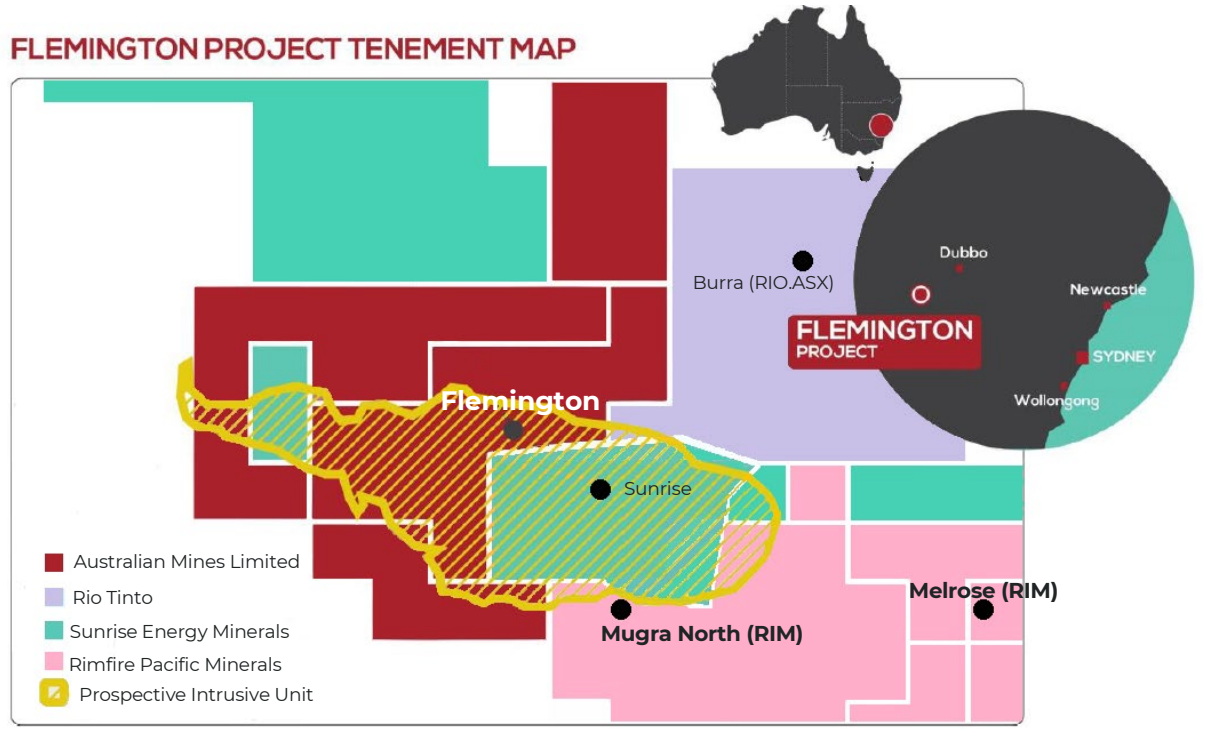 FLEMINGTON PROJECT TENEMENT MAP
Dubbo
Burra (RIO.ASX)
Newcastle
FLEMINGTON
PROJECT
SYDNEY
Wollongong
Flemington
Sunrise
Australian Mines Limited
Rio Tinto
Sunrise Energy Minerals
Rimfire Pacific Minerals
Prospective Intrusive Unit
Melrose (RIM)
Mugra North (RIM)